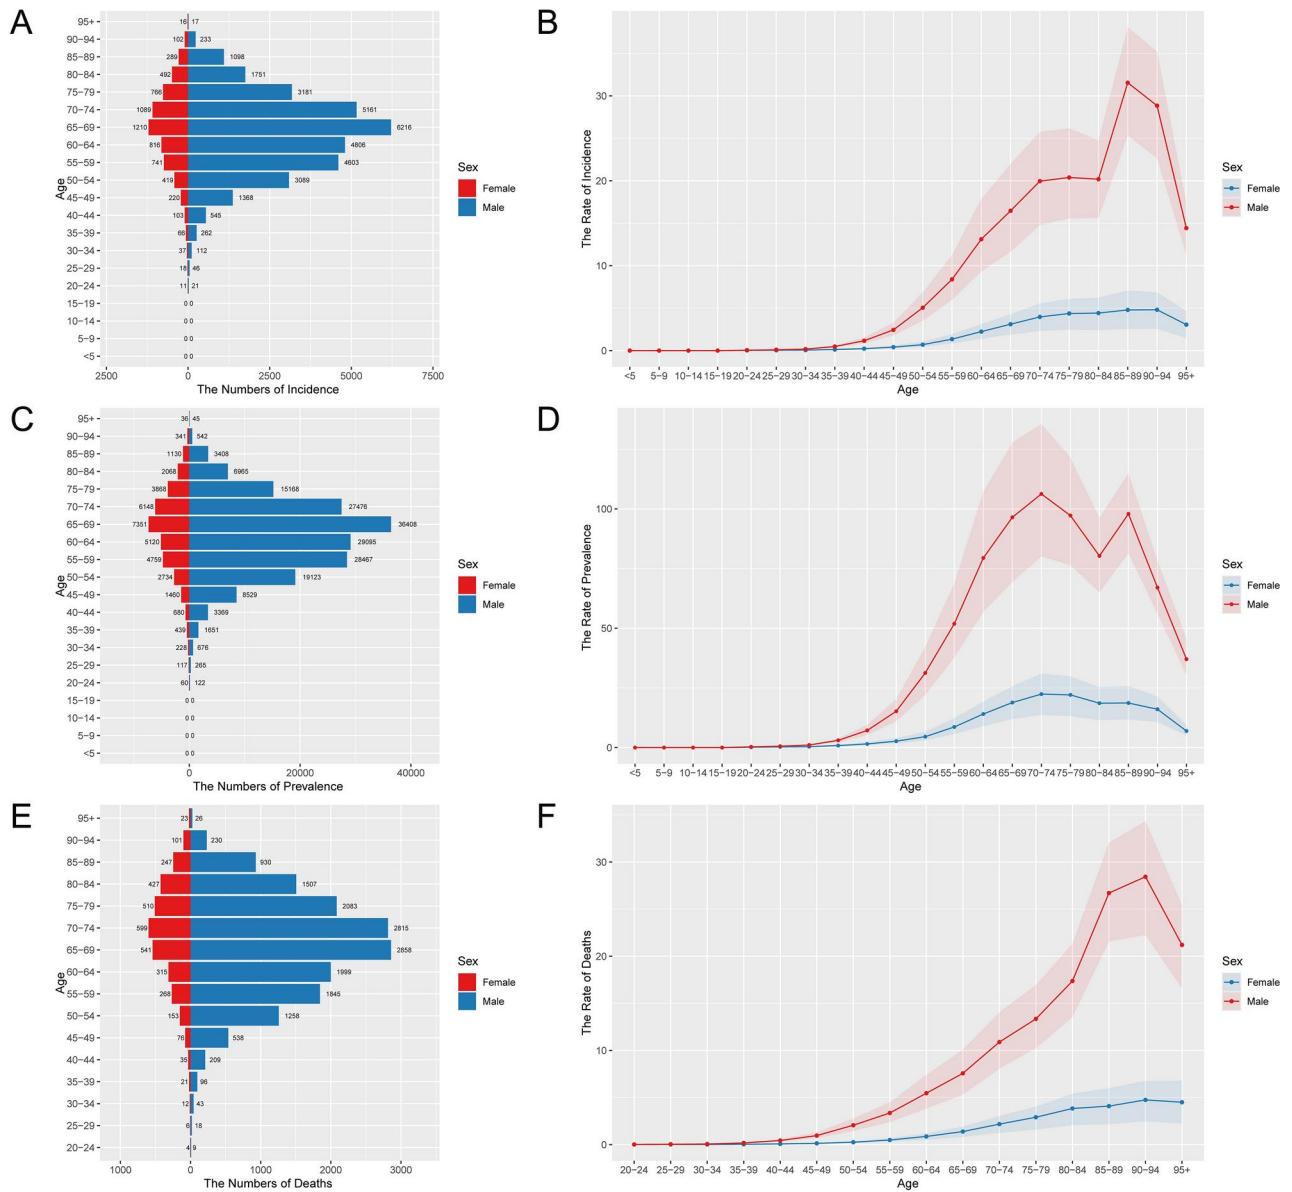 A
95+ 16 17
90−94 102 233
85−89 289 1098
80−84 492 1751
75−79 766 3181
70−74 1089 5161
65−69 1210 6216
60−64 816 4806
55−59 741 4603
50−54 419 3089
45−49 220 1368
40−44 103 545
35−39 66 262
30−34 37 112
25−29 18 46
20−24 11 21
15−19 0 0
10−14 0 0
5−9 0 0
<5 0 0
Age
2500 0 2500 5000 7500
The Numbers of Incidence
Sex
Female
Male
B
The Rate of Incidence
30
20
10
0
<5 5−9 10−14 15−19 20−24 25−29 30−34 35−39 40−44 45−49 50−54 55−59 60−64 65−69 70−74 75−79 80−84 85−89 90−94 95+
Age
Sex
Female
Male
C
95+ 36 45
90−94 341 542
85−89 1130 3408
80−84 2068 6965
75−79 3868 15168
70−74 6148 27476
65−69 7351 36408
60−64 5120 29095
55−59 4759 28467
50−54 2734 19123
45−49 1460 8529
40−44 680 3369
35−39 439 1651
30−34 228 676
25−29 117 265
20−24 60 122
15−19 0 0
10−14 0 0
5−9 0 0
<5 0 0
Age
0 20000 40000
The Numbers of Prevalence
Sex
Female
Male
D
The Rate of Prevalence
100
50
0
<5 5−9 10−14 15−19 20−24 25−29 30−34 35−39 40−44 45−49 50−54 55−59 60−64 65−69 70−74 75−79 80−84 85−89 90−94 95+
Age
Sex
Female
Male
E
95+ 23 26
90−94 101 230
85−89 247 930
80−84 427 1507
75−79 510 2083
70−74 599 2815
65−69 541 2858
60−64 315 1999
55−59 268 1845
50−54 153 1258
45−49 76 538
40−44 35 209
35−39 21 96
30−34 12 43
25−29 6 18
20−24 4 9
Age
1000 0 1000 2000 3000
The Numbers of Deaths
Sex
Female
Male
F
The Rate of Deaths
30
20
10
0
20−24 25−29 30−34 35−39 40−44 45−49 50−54 55−59 60−64 65−69 70−74 75−79 80−84 85−89 90−94 95+
Age
Sex
Female
Male